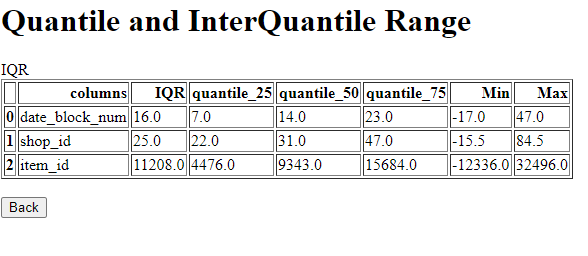 Quantile and InterQuantile Range
IQR
columns IQR quantile_25 quantile_50 quantile_75 Min Max
0 date_block_num 16.0 7.0 14.0 23.0 -17.0 47.0
1 shop_id 25.0 22.0 31.0 47.0 -15.5 84.5
2 item_id 11208.0 4476.0 9343.0 15684.0 -12336.0 32496.0
Back